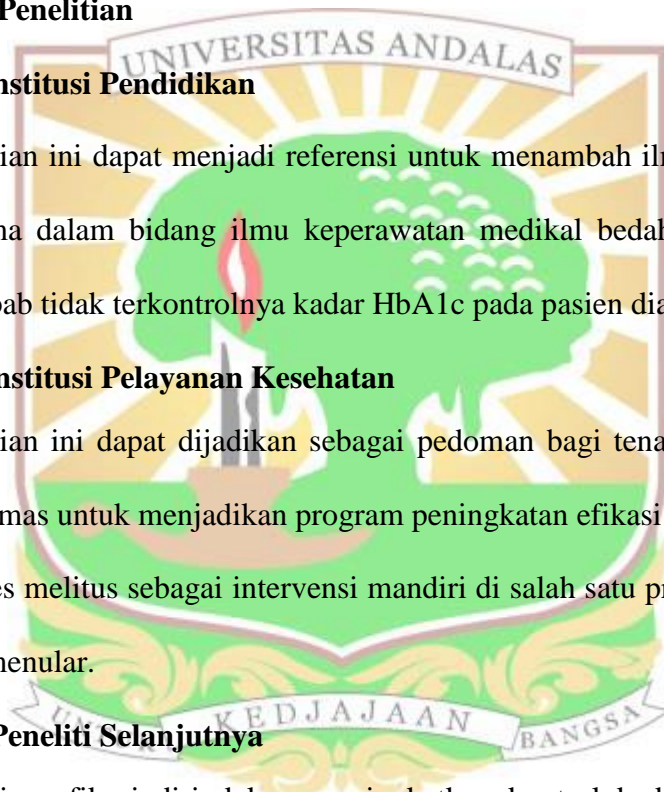 Penelitian
UNIVERSITAS ANDALAS
nstitusi Pendidikan
ian ini dapat menjadi referensi untuk menambah
na dalam bidang ilmu keperawatan medikal bedah
bab tidak terkontrolnya kadar HbA1c pada pasien dia
nstitusi Pelayanan Kesehatan
ian ini dapat dijadikan sebagai pedoman bagi tena
mas untuk menjadikan program peningkatan efikasi
es melitus sebagai intervensi mandiri di salah satu pr
menular.
UNTUK KEDJAJAAN BANGSA
Peneliti Selanjutnya